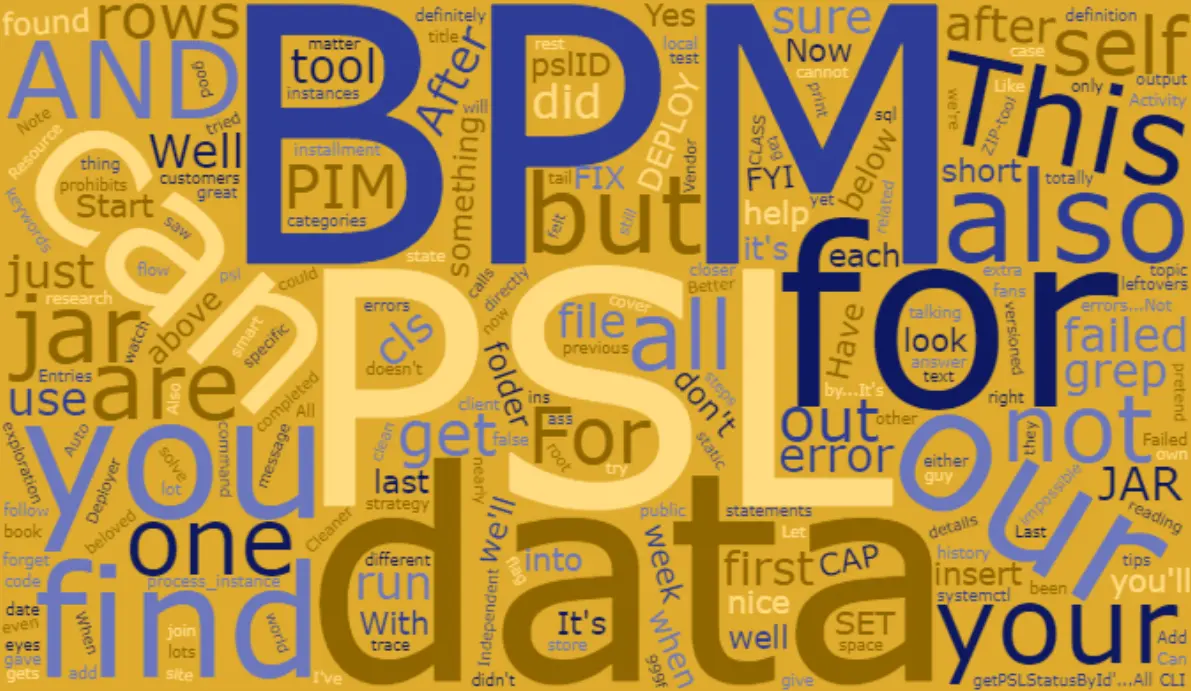 found
rows
BPM
definitely
title
Yes
sure
after
definition
self
AND
poog
matter
tool
instances
After
rest
pslID
did
local
test
Now
cannot
print
case
Like
only
output
This
Activity
we're
ZIP-tool
Note
Resource
tried
Well
customers
great
thing
prohibits
Start
keywords
saw
will
installment
PIM
categories
something
tail
FIX
DEPLOY
Vendor
but
felt
still
CLASS
tag
FYI
sql
below
yet
related
help
it's
short
totally
also
can
state
each
for
just
research
flow
psl
could
jar
above
watch
smart
specific
errors
cls
doesn't
calls
directly
now
closer
Better
PSL
file
cover
all
previous
folder
Have
talking
look
answer
text
extra
fans
topic
leftovers
versioned
errors...Not
failed
grep
pretend
Entries
use
are
Also
completed
All
client
ins
don't
steps
by...It's
right
you
exploration
Auto
command
message
clean
get
false
ass
For
root
try
static
out
other
error
our
either
guy
they
not
Failed
own
solve
lot
Deployer
follow
book
beloved
one
Cleaner
last
strategy
nearly
public
statements
Impossible
JAR
reading
data
We'll
Let
details
Last
forget
code
process_instance
find
different
run
With
trace
flag
into
Independent
week
first
CAP
history
tips
insert
systemctl
been
you'll
date
even
eyes
gave
gets
When
add
join
lots
site
world
I've
It's
store
didn't
when
999f
nice
well
give
SET
space
your
Add
Can
getPSLStatusById'...All
CLI